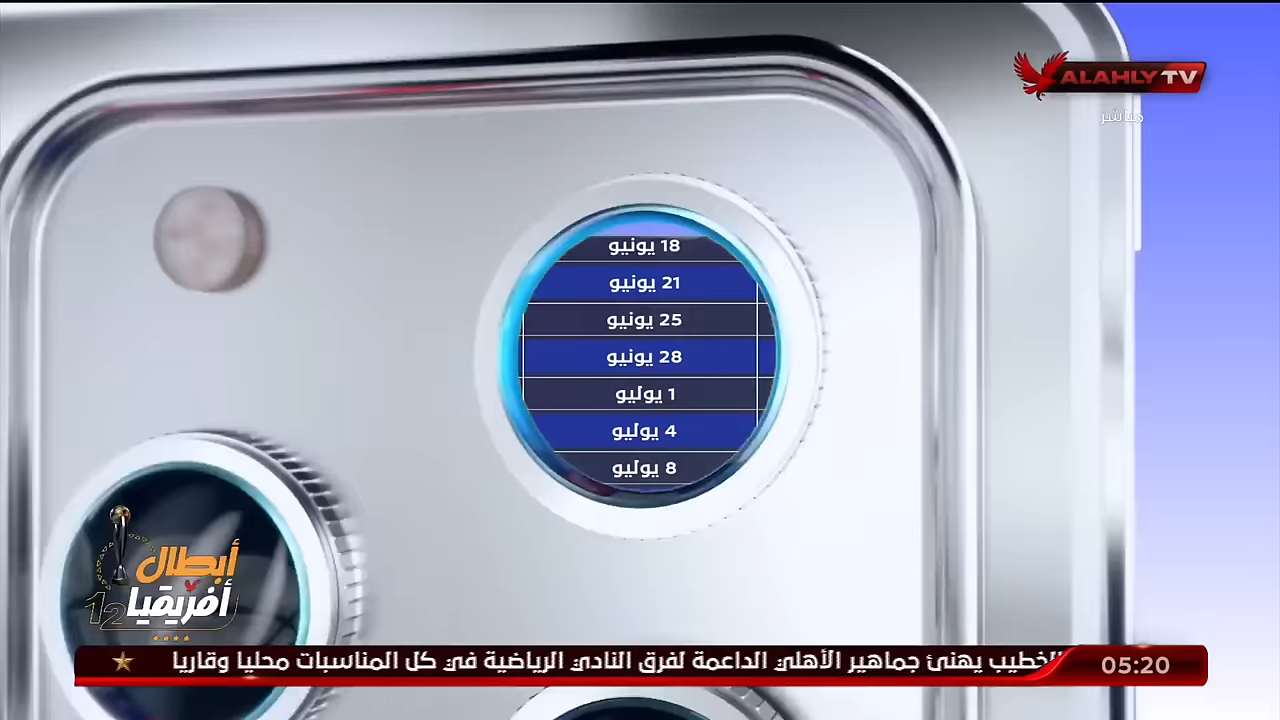 ALAHLY TV
مباشر
18 يونيو
21 يونيو
25 يونيو
28 يونيو
1 يوليو
4 يوليو
8 يوليو
أبطال
أفريقيا
12
الخطيب يهنئ جماهير الأهلي الداعمة لفرق النادي الرياضية في كل المناسبات محليا وقاريا
05:20